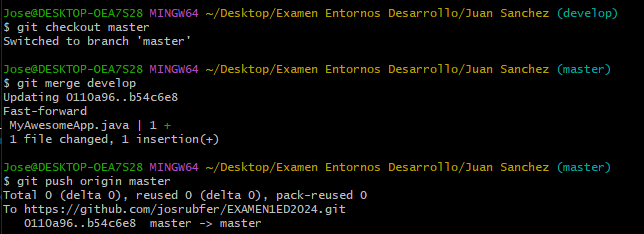 Jose@DESKTOP-OEA7S28 MINGW64 ~/Desktop/Examen Entornos Desarrollo/Juan Sanchez (develop)
$ git checkout master
Switched to branch 'master'
Jose@DESKTOP-OEA7S28 MINGW64 ~/Desktop/Examen Entornos Desarrollo/Juan Sanchez (master)
$ git merge develop
Updating 0110a96..b54c6e8
Fast-forward
MyAwesomeApp.java | 1 +
1 file changed, 1 insertion(+)
Jose@DESKTOP-OEA7S28 MINGW64 ~/Desktop/Examen Entornos Desarrollo/Juan Sanchez (master)
$ git push origin master
Total 0 (delta 0), reused 0 (delta 0), pack-reused 0
To https://github.com/josrubfer/EXAMEN1ED2024.git
0110a96..b54c6e8  master -> master